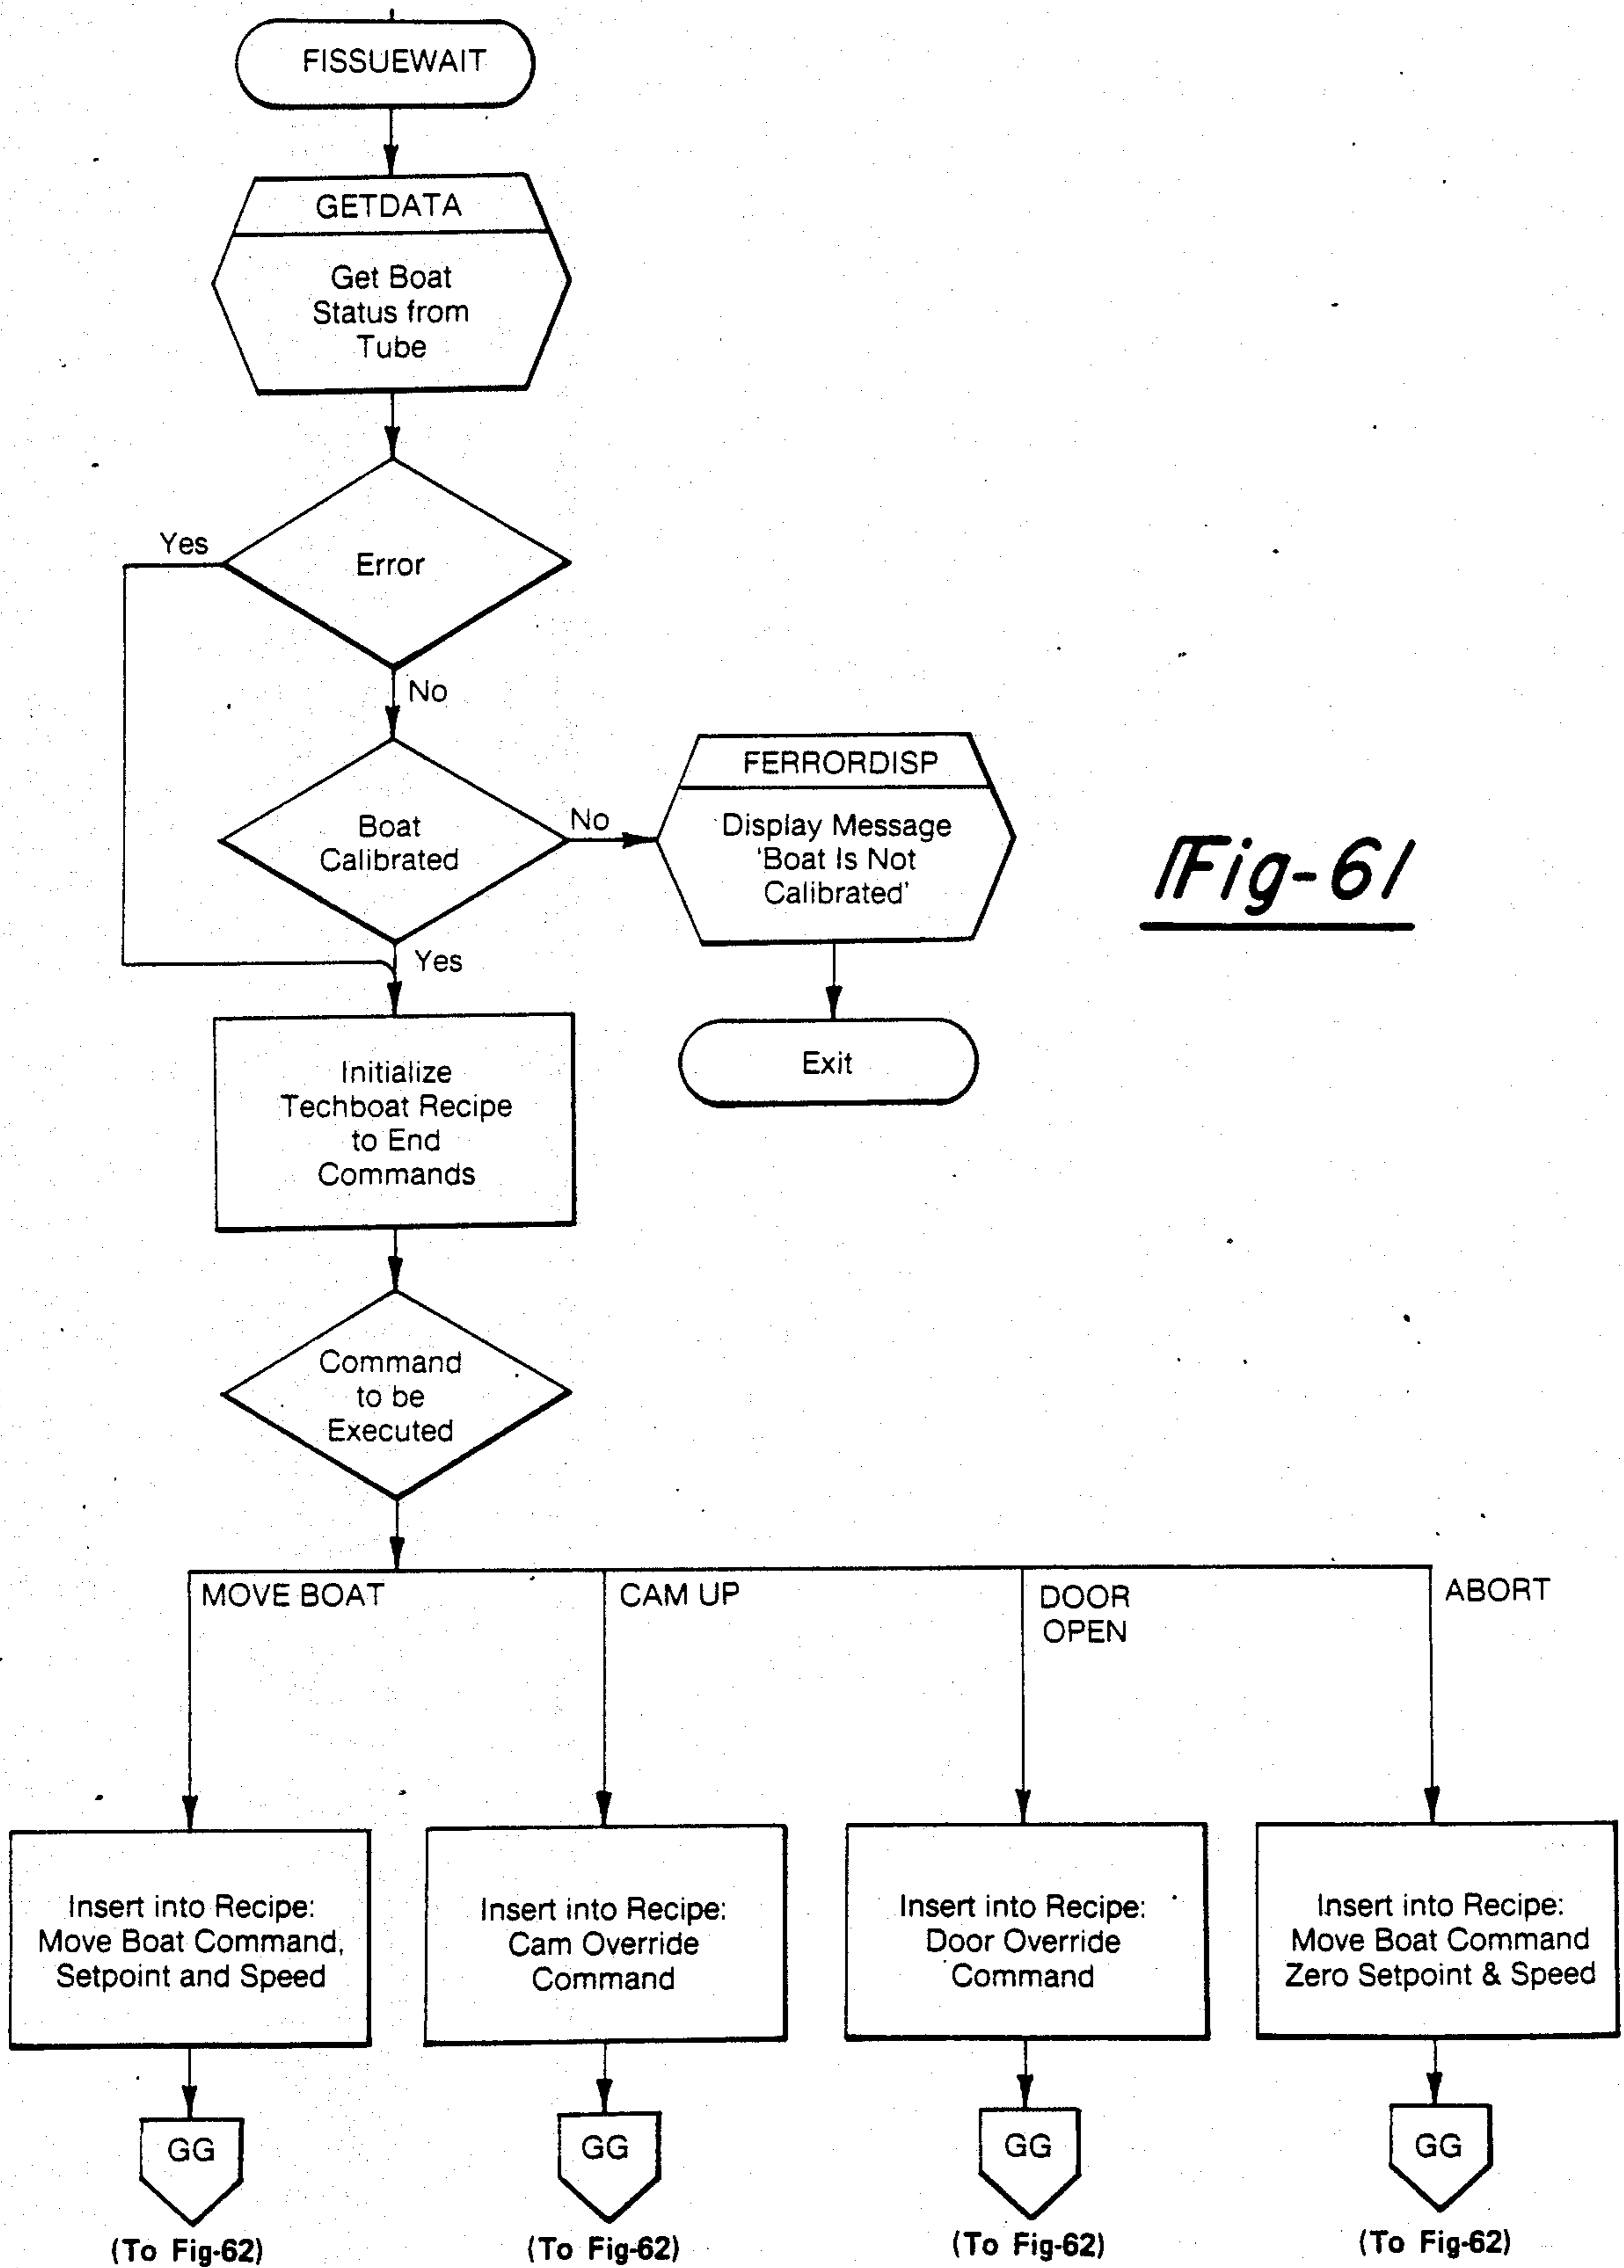 FISSUEWAIT
GETDATA
Get Boat
Status from
Tube
Yes
Error
No
Boat
Calibrated
No
FERRORDISP
Display Message
'Boat Is Not
Calibrated'
Fig-61
Yes
Exit
Initialize
Techboat Recipe
to End
Commands
Command
to be
Executed
MOVE BOAT
CAM UP
DOOR
OPEN
ABORT
Insert into Recipe:
Move Boat Command,
Setpoint and Speed
Insert into Recipe:
Cam Override
Command
Insert into Recipe:
Door Override
Command
Insert into Recipe:
Move Boat Command
Zero Setpoint & Speed
GG
GG
GG
GG
(To Fig-62)
(To Fig-62)
(To Fig-62)
(To Fig-62)